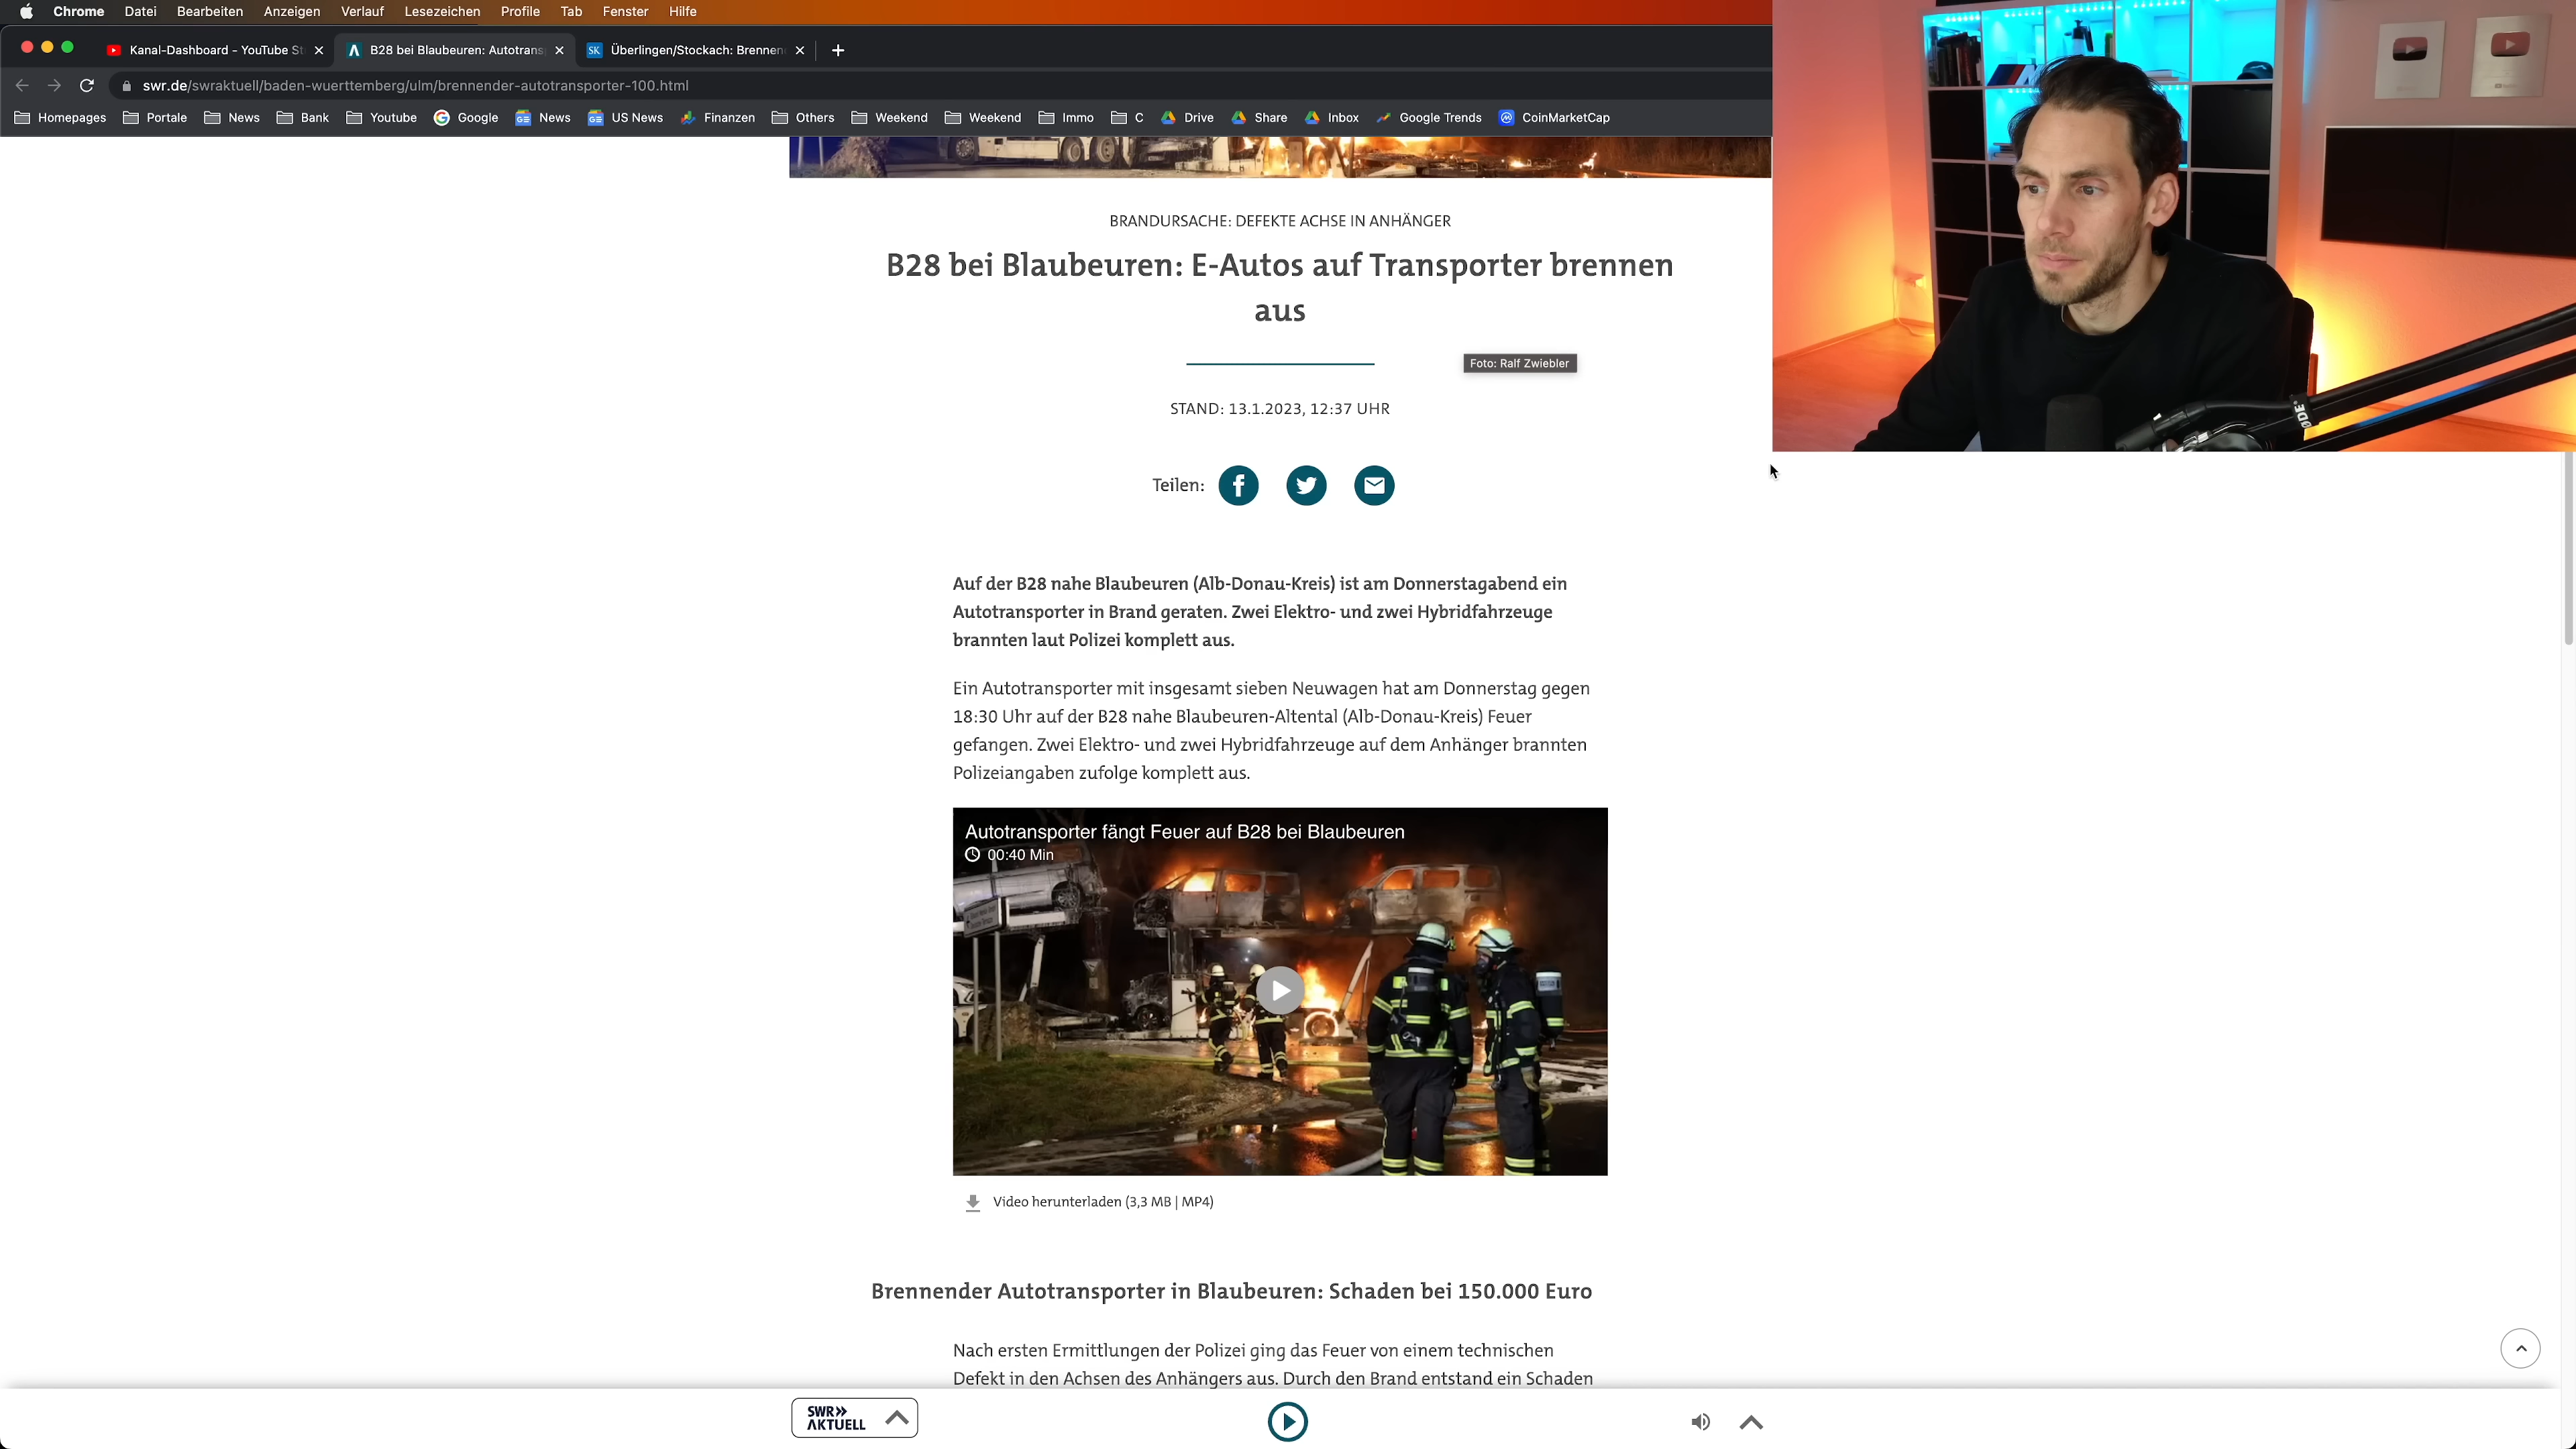 Chrome Datei Bearbeiten Anzeigen Verlauf Lesezeichen Profile Tab Fenster Hilfe
Kanal-Dashboard - YouTube St
B28 bei Blaubeuren: Autotrans
SK Überlingen/Stockach: Brennen
swr.de/swraktuell/baden-wuerttemberg/ulm/brennender-autotransporter-100.html
Homepages Portale News Bank Youtube Google News US News Finanzen Others Weekend Weekend Immo C Drive Share Inbox Google Trends CoinMarketCap
BRANDURSACHE: DEFEKTE ACHSE IN ANHÄNGER
B28 bei Blaubeuren: E-Autos auf Transporter brennen
aus
Foto: Ralf Zwiebler
STAND: 13.1.2023, 12:37 UHR
Teilen:
Auf der B28 nahe Blaubeuren (Alb-Donau-Kreis) ist am Donnerstagabend ein
Autotransporter in Brand geraten. Zwei Elektro- und zwei Hybridfahrzeuge
brannten laut Polizei komplett aus.
Ein Autotransporter mit insgesamt sieben Neuwagen hat am Donnerstag gegen
18:30 Uhr auf der B28 nahe Blaubeuren-Altental (Alb-Donau-Kreis) Feuer
gefangen. Zwei Elektro- und zwei Hybridfahrzeuge auf dem Anhänger brannten
Polizeiangaben zufolge komplett aus.
Autotransporter fängt Feuer auf B28 bei Blaubeuren
00:40 Min
Video herunterladen (3,3 MB | MP4)
Brennender Autotransporter in Blaubeuren: Schaden bei 150.000 Euro
Nach ersten Ermittlungen der Polizei ging das Feuer von einem technischen
Defekt in den Achsen des Anhängers aus. Durch den Brand entstand ein Schaden
SWR»
AKTUELL